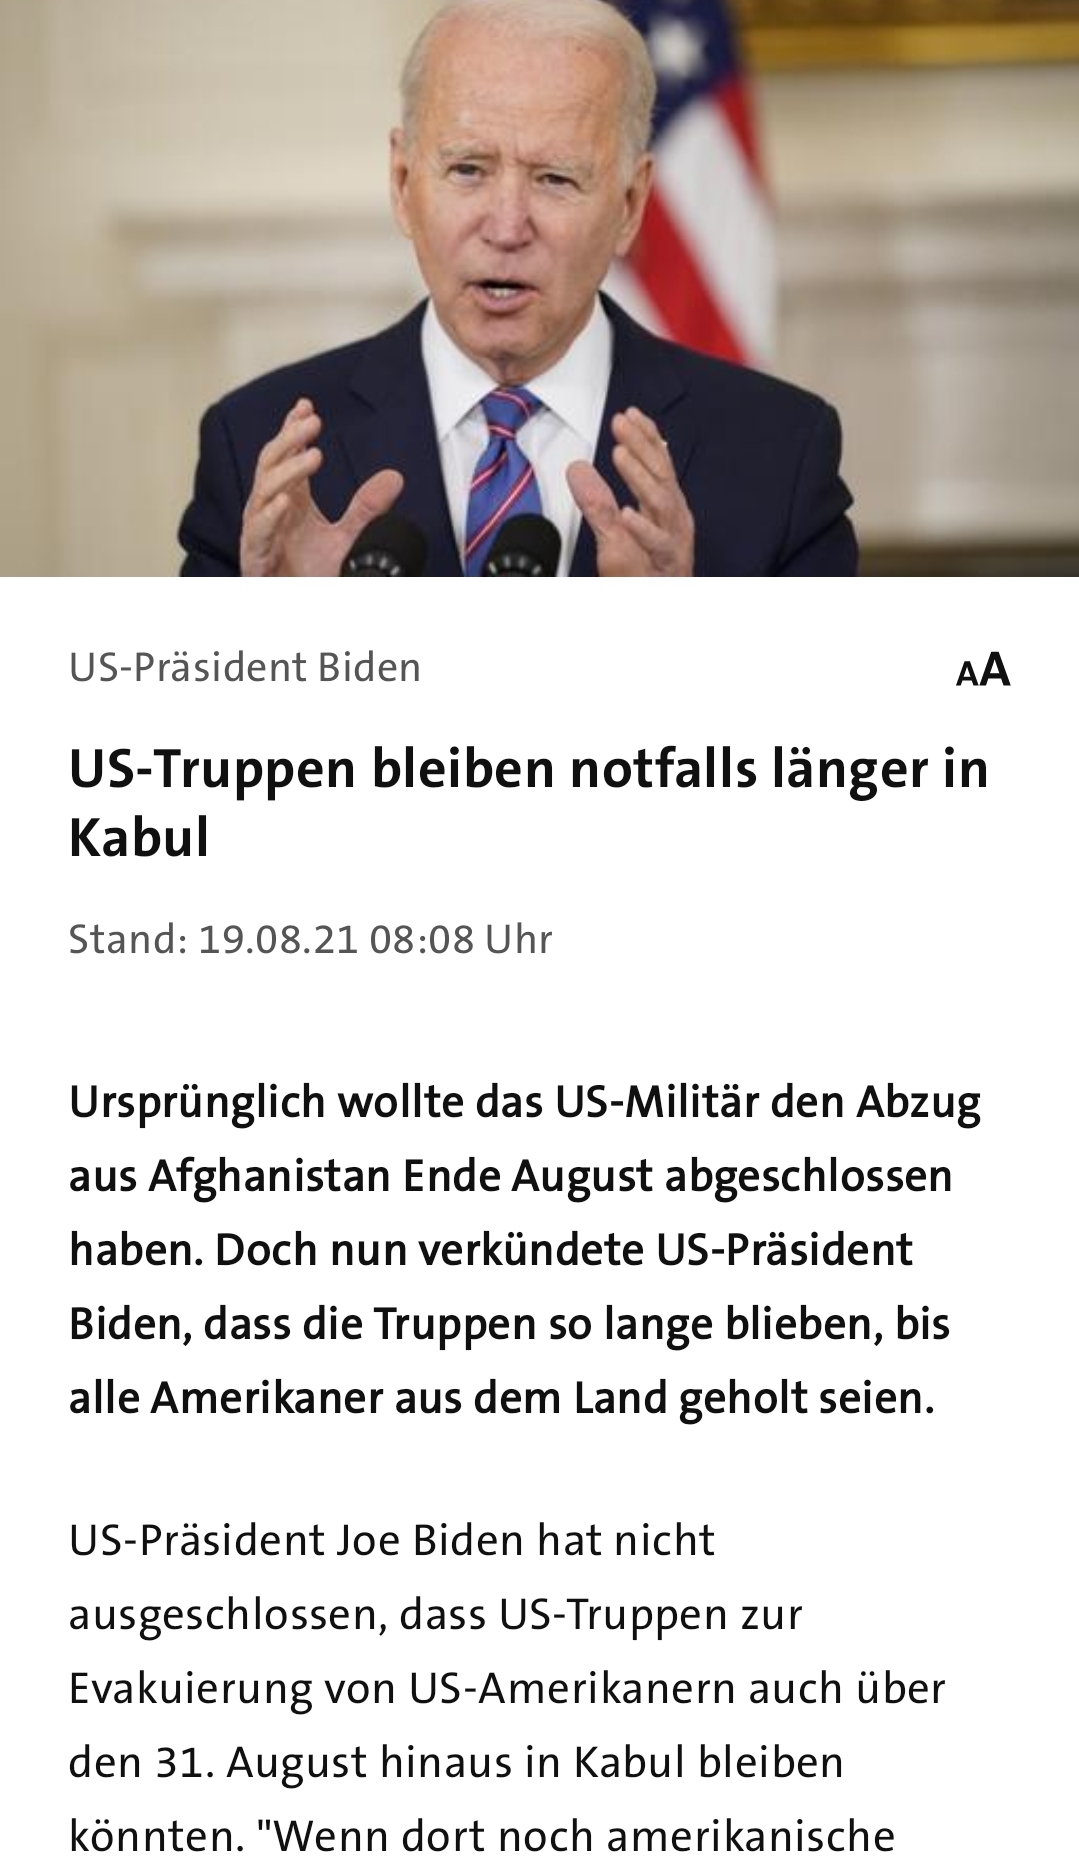 US-Präsident Biden
AA
US-Truppen bleiben notfalls länger in
Kabul
Stand: 19.08.21 08:08 Uhr
Ursprünglich wollte das US-Militär den Abzug
aus Afghanistan Ende August abgeschlossen
haben. Doch nun verkündete US-Präsident
Biden, dass die Truppen so lange blieben, bis
alle Amerikaner aus dem Land geholt seien.
US-Präsident Joe Biden hat nicht
ausgeschlossen, dass US-Truppen zur
Evakuierung von US-Amerikanern auch über
den 31. August hinaus in Kabul bleiben
könnten. "Wenn dort noch amerikanische